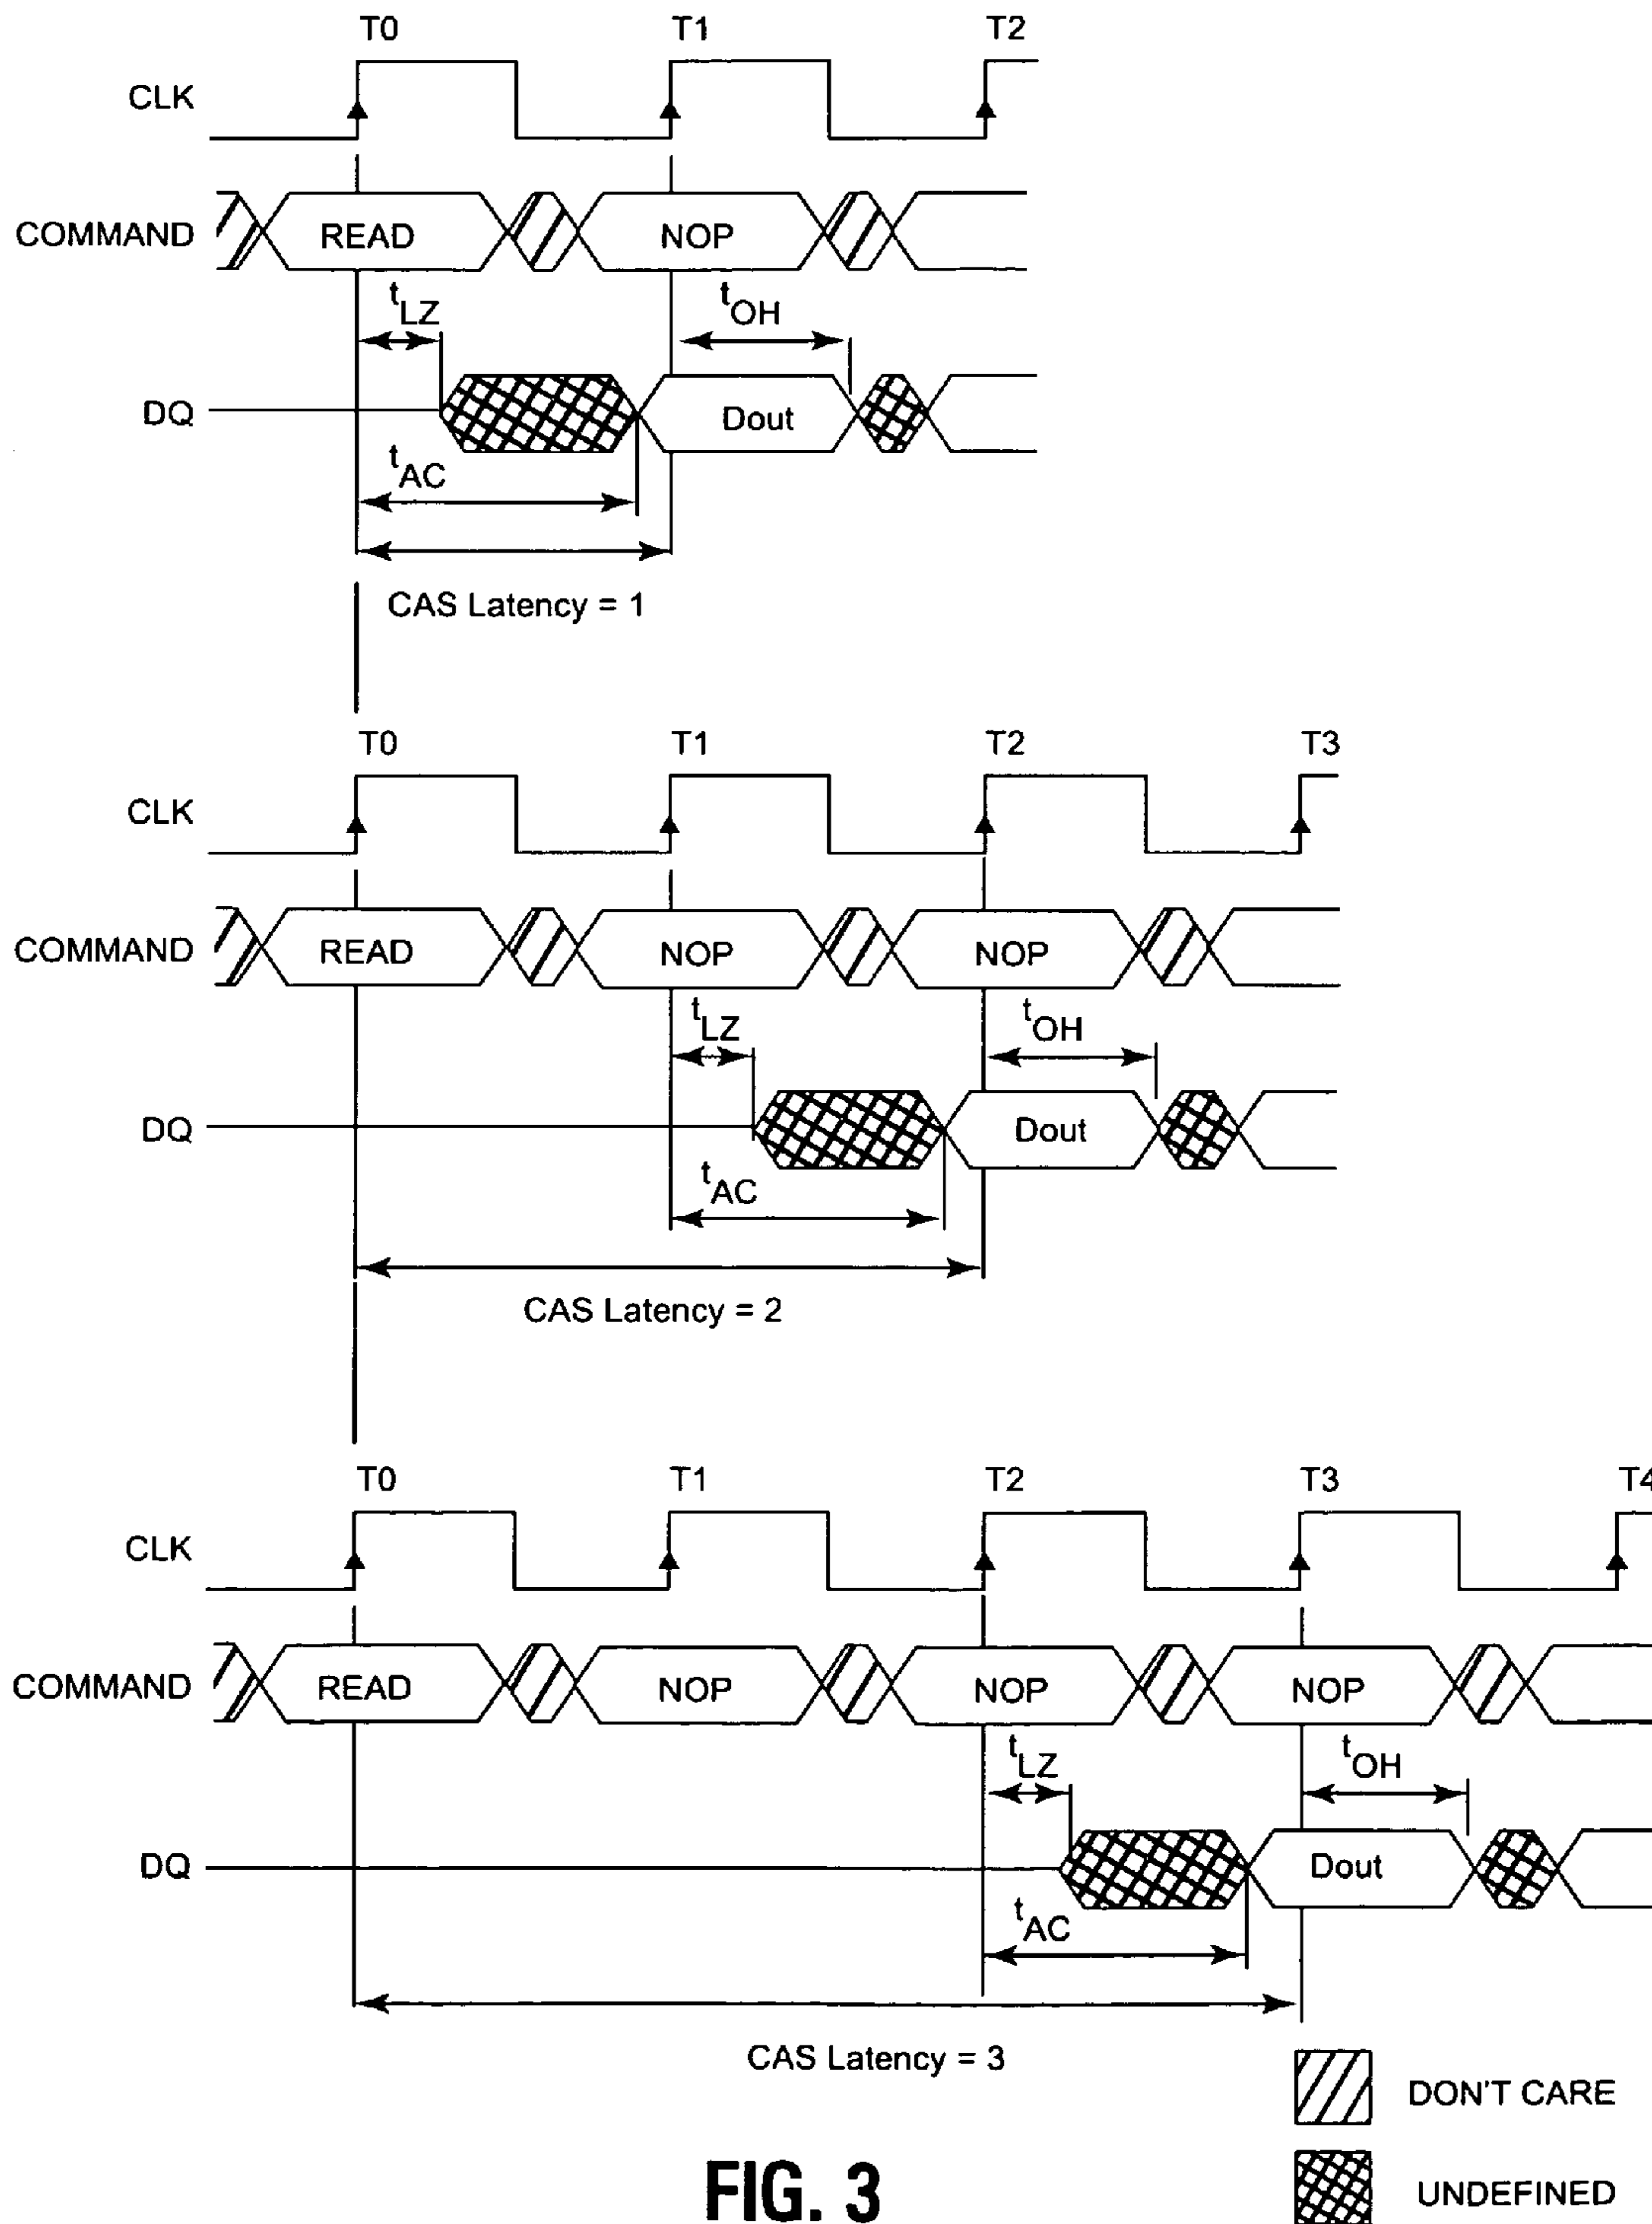 T0 T1 T2
CLK
COMMAND READ NOP
tLZ tOH
DQ Dout
tAC
CAS Latency = 1
T0 T1 T2 T3
CLK
COMMAND READ NOP NOP
tLZ tOH
DQ Dout
tAC
CAS Latency = 2
T0 T1 T2 T3 T4
CLK
COMMAND READ NOP NOP NOP
tLZ tOH
DQ Dout
tAC
CAS Latency = 3
DON'T CARE
UNDEFINED
FIG. 3